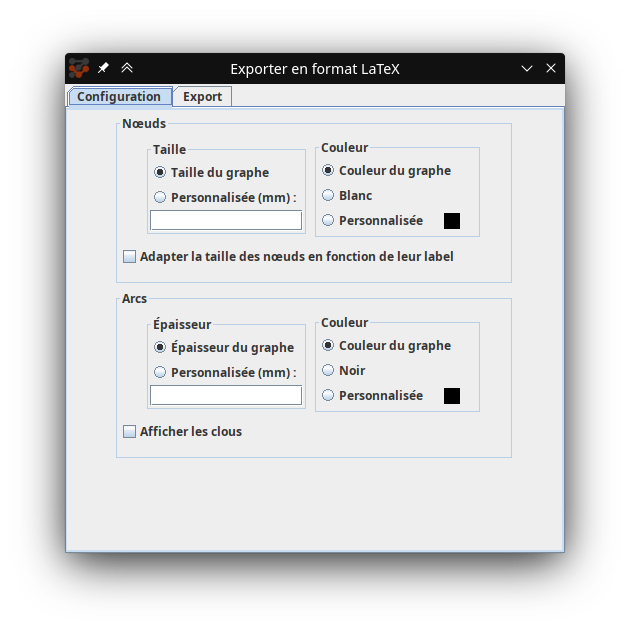 Exporter en format LaTeX
Configuration
Export
Nœuds
Taille
Taille du graphe
Personnalisée (mm) :
Couleur
Couleur du graphe
Blanc
Personnalisée
Adapter la taille des nœuds en fonction de leur label
Arcs
Épaisseur
Épaisseur du graphe
Personnalisée (mm) :
Couleur
Couleur du graphe
Noir
Personnalisée
Afficher les clous